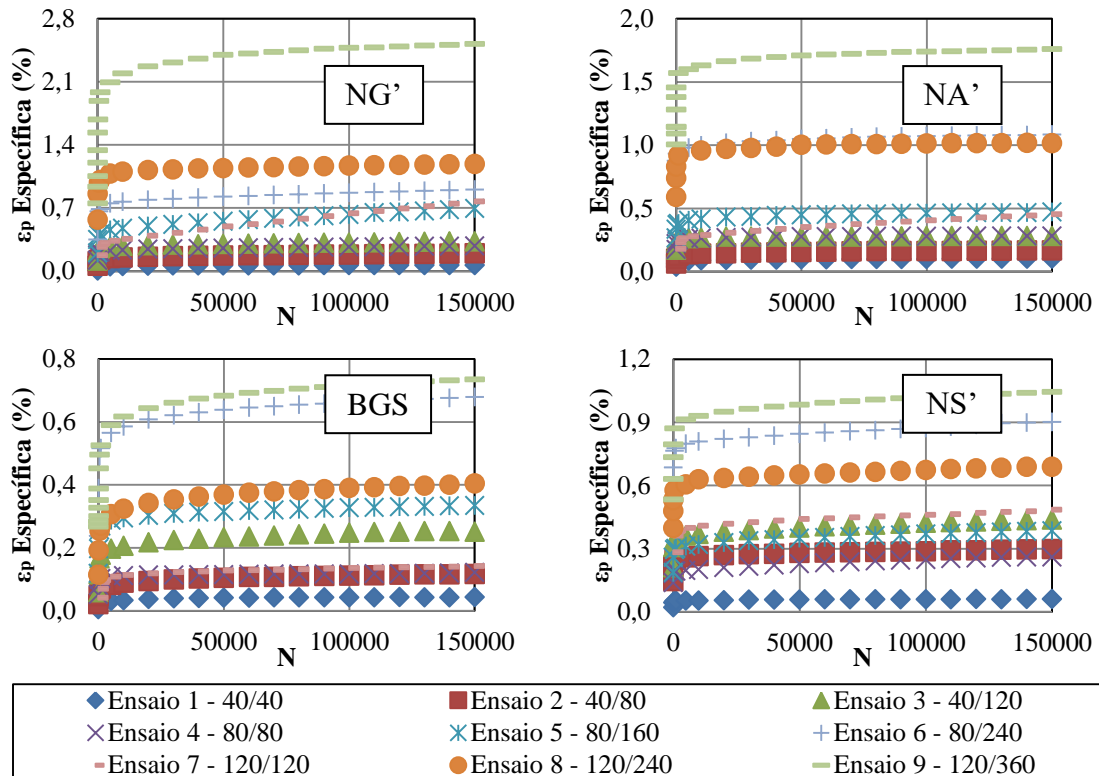 2,8
2,1
1,4
0,7
0,0
εp Específica (%)
NG’
0
50000
100000
150000
N
2,0
1,5
1,0
0,5
0,0
εp Específica (%)
NA’
0
50000
100000
150000
N
0,8
0,6
0,4
0,2
0,0
εp Específica (%)
BGS
0
50000
100000
150000
N
1,2
0,9
0,6
0,3
0,0
εp Específica (%)
NS’
0
50000
100000
150000
N
Ensaio 1 - 40/40
Ensaio 2 - 40/80
Ensaio 3 - 40/120
Ensaio 4 - 80/80
Ensaio 5 - 80/160
Ensaio 6 - 80/240
Ensaio 7 - 120/120
Ensaio 8 - 120/240
Ensaio 9 - 120/360